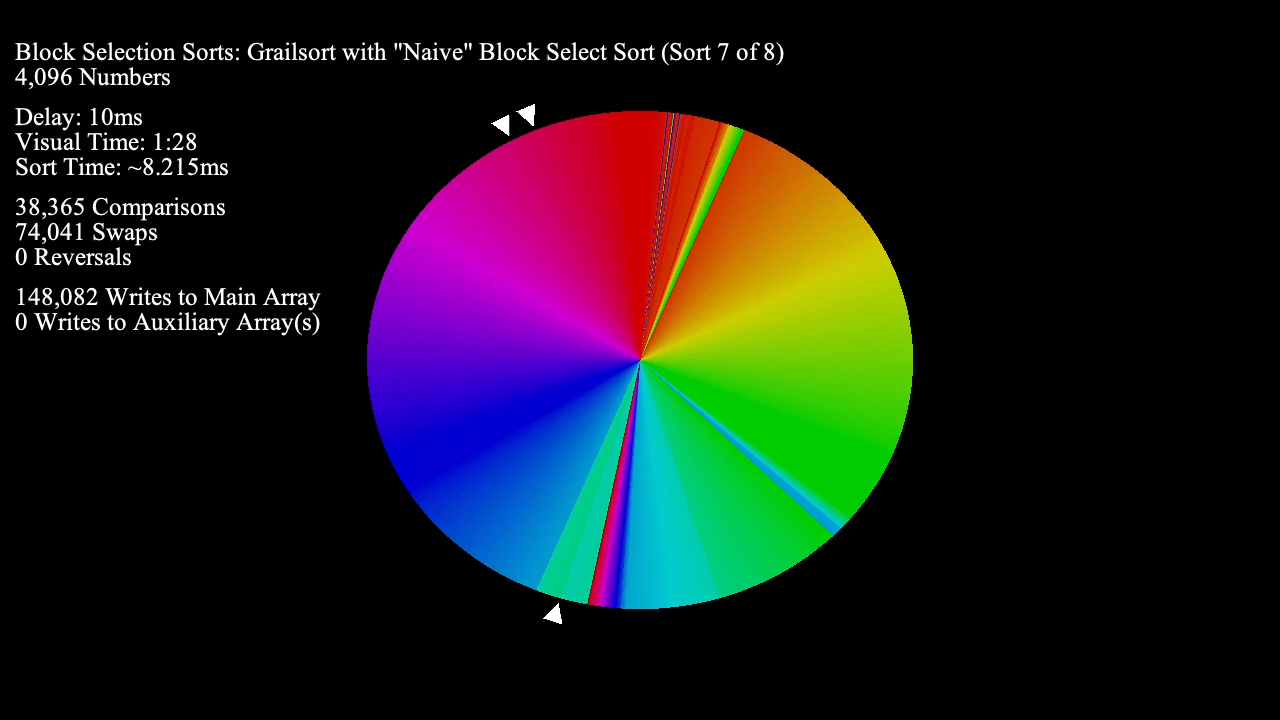 Block Selection Sorts: Grailsort with "Naive" Block Select Sort (Sort 7 of 8)
4,096 Numbers
Delay: 10ms
Visual Time: 1:28
Sort Time: ~8.215ms
38,365 Comparisons
74,041 Swaps
0 Reversals
148,082 Writes to Main Array
0 Writes to Auxiliary Array(s)